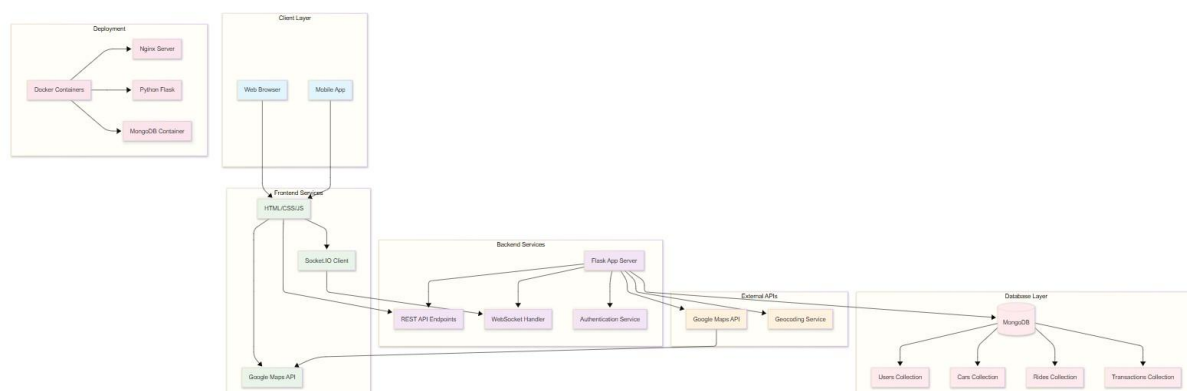 Deployment
Nginx Server
Docker Containers
Python Flask
MongoDB Container
Client Layer
Web Browser
Mobile App
Frontend Services
HTML/CSS/JS
Socket.IO Client
Google Maps API
Backend Services
Flask App Server
REST API Endpoints
WebSocket Handler
Authentication Service
External APIs
Google Maps API
Geocoding Service
Database Layer
MongoDB
Users Collection
Cars Collection
Rides Collection
Transactions Collection